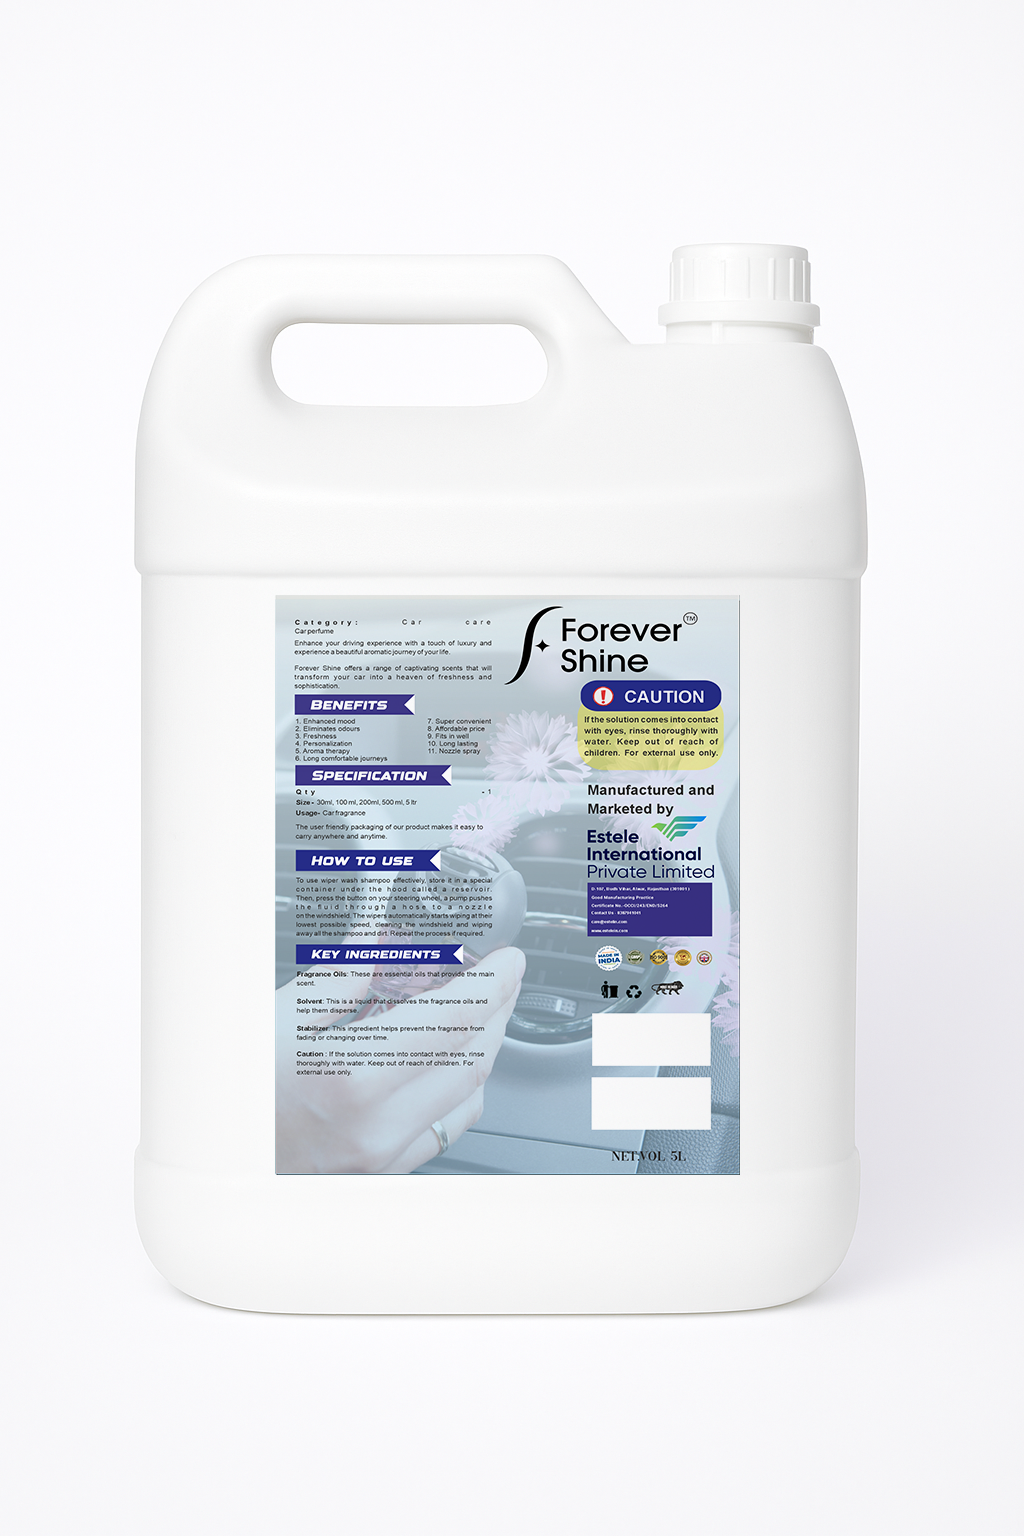 Category: Car care
Car perfume
Enhance your driving experience with a touch of luxury and
experience a beautiful aromatic journey of your life.
Forever Shine offers a range of captivating scents that will
transform your car into a heaven of freshness and
sophistication.
BENEFITS
1. Enhanced mood
2. Eliminates odours
3. Freshness
4. Personalization
5. Aroma therapy
6. Long comfortable journeys
7. Super convenient
8. Affordable price
9. Fits in well
10. Long lasting
11. Nozzle spray
SPECIFICATION
Qty - 1
Size- 30ml, 100 ml, 200ml, 500 ml, 5 ltr
Usage- Car fragrance
The user friendly packaging of our product makes it easy to
carry anywhere and anytime.
HOW TO USE
To use wiper wash shampoo effectively, store it in a special
container under the hood called a reservoir.
Then, press the button on your steering wheel, a pump pushes
the fluid through a hose to a nozzle
on the windshield. The wipers automatically starts wiping at their
lowest possible speed, cleaning the windshield and wiping
away all the shampoo and dirt. Repeat the process if required.
KEY INGREDIENTS
Fragrance Oils: These are essential oils that provide the main
scent.
Solvent: This is a liquid that dissolves the fragrance oils and
help them disperse.
Stabilizer: This ingredient helps prevent the fragrance from
fading or changing over time.
Caution : If the solution comes into contact with eyes, rinse
thoroughly with water. Keep out of reach of children. For
external use only.
Forever TM
Shine
! CAUTION
If the solution comes into contact
with eyes, rinse thoroughly with
water. Keep out of reach of
children. For external use only.
Manufactured and
Marketed by
Estele
International
Private Limited
Good Manufacturing Practice
MADE IN
INDIA
NET.VOL 5L